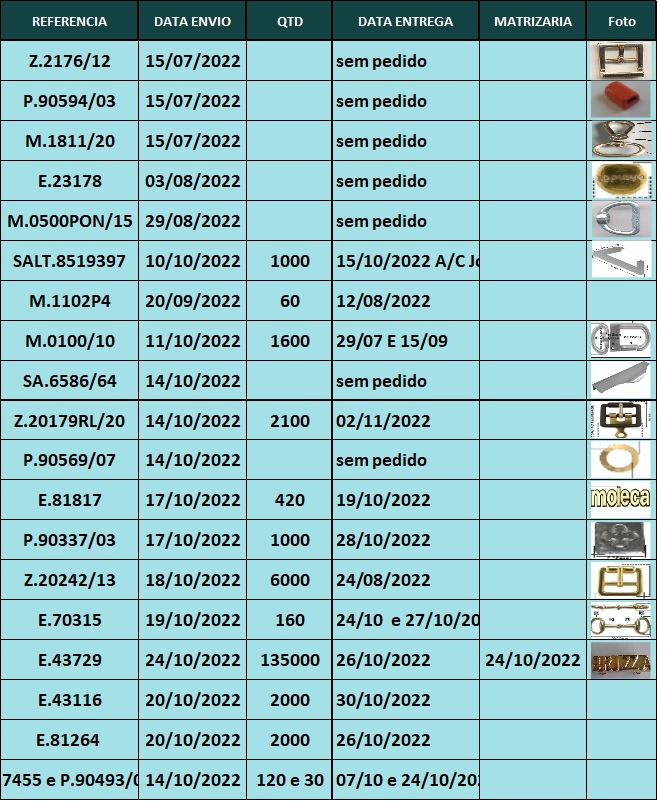 REFERENCIA DATA ENVIO QTD DATA ENTREGA MATRIZARIA Foto
Z.2176/12 15/07/2022 sem pedido
P.90594/03 15/07/2022 sem pedido
M.1811/20 15/07/2022 sem pedido
E.23178 03/08/2022 sem pedido
M.0500PON/15 29/08/2022 sem pedido
SALT.8519397 10/10/2022 1000 15/10/2022 A/C Jo
M.1102P4 20/09/2022 60 12/08/2022
M.0100/10 11/10/2022 1600 29/07 E 15/09
SA.6586/64 14/10/2022 sem pedido
Z.20179RL/20 14/10/2022 2100 02/11/2022
P.90569/07 14/10/2022 sem pedido
E.81817 17/10/2022 420 19/10/2022 moleca
P.90337/03 17/10/2022 1000 28/10/2022
Z.20242/13 18/10/2022 6000 24/08/2022
E.70315 19/10/2022 160 24/10 e 27/10/20
E.43729 24/10/2022 135000 26/10/2022 24/10/2022
E.43116 20/10/2022 2000 30/10/2022
E.81264 20/10/2022 2000 26/10/2022
7455 e P.90493/0 14/10/2022 120 e 30 07/10 e 24/10/202